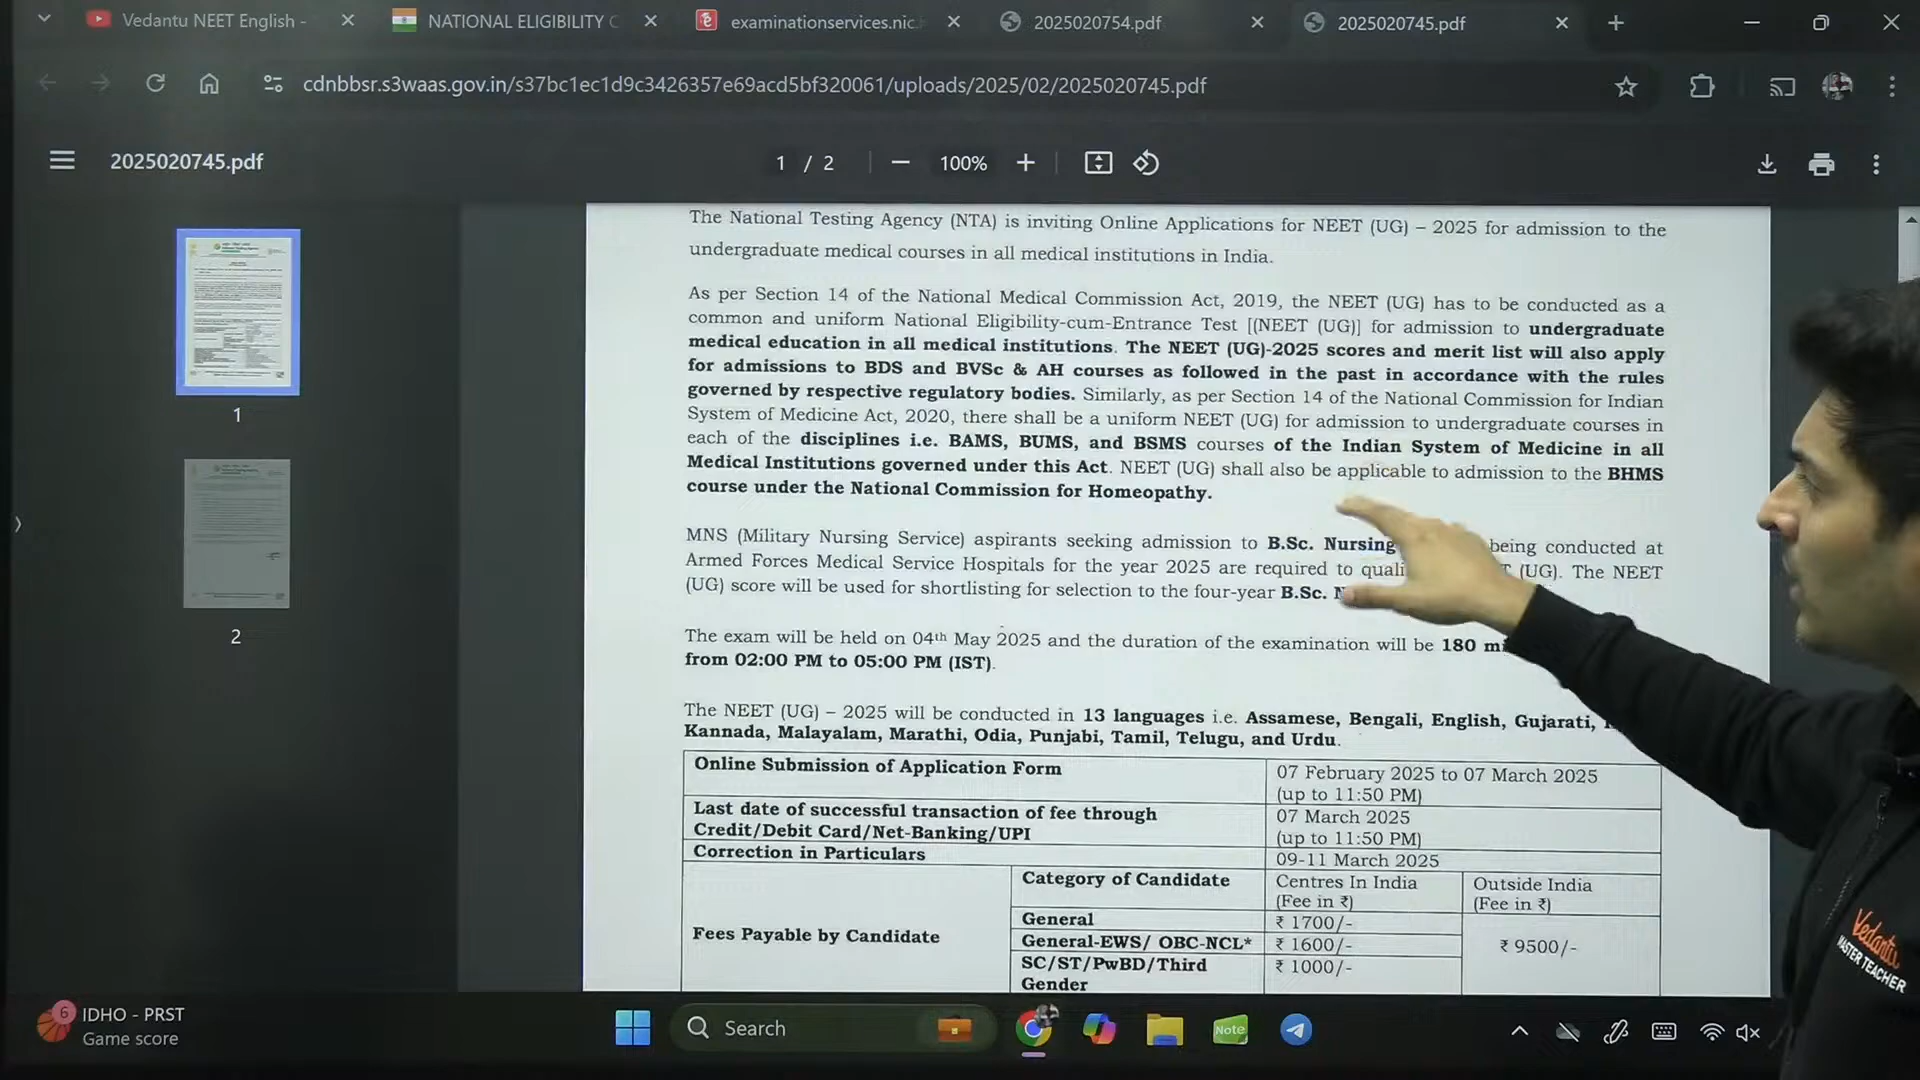 Vedantu NEET English -
NATIONAL ELIGIBILITY C
examinationservices.nic.
2025020754.pdf
2025020745.pdf
cdnbbsr.s3waas.gov.in/s37bc1ec1d9c3426357e69acd5bf320061/uploads/2025/02/2025020745.pdf
2025020745.pdf
1 / 2
100%
The National Testing Agency (NTA) is inviting Online Applications for NEET (UG) – 2025 for admission to the
undergraduate medical courses in all medical institutions in India.
As per Section 14 of the National Medical Commission Act, 2019, the NEET (UG) has to be conducted as a
common and uniform National Eligibility-cum-Entrance Test [(NEET (UG)] for admission to undergraduate
medical education in all medical institutions. The NEET (UG)-2025 scores and merit list will also apply
for admissions to BDS and BVSc & AH courses as followed in the past in accordance with the rules
governed by respective regulatory bodies. Similarly, as per Section 14 of the National Commission for Indian
System of Medicine Act, 2020, there shall be a uniform NEET (UG) for admission to undergraduate courses in
each of the disciplines i.e. BAMS, BUMS, and BSMS courses of the Indian System of Medicine in all
Medical Institutions governed under this Act. NEET (UG) shall also be applicable to admission to the BHMS
course under the National Commission for Homeopathy.
MNS (Military Nursing Service) aspirants seeking admission to B.Sc. Nursing being conducted at
Armed Forces Medical Service Hospitals for the year 2025 are required to quali (UG). The NEET
(UG) score will be used for shortlisting for selection to the four-year B.Sc.
The exam will be held on 04th May 2025 and the duration of the examination will be 180
from 02:00 PM to 05:00 PM (IST).
The NEET (UG) – 2025 will be conducted in 13 languages i.e. Assamese, Bengali, English, Gujarati,
Kannada, Malayalam, Marathi, Odia, Punjabi, Tamil, Telugu, and Urdu.
Online Submission of Application Form
07 February 2025 to 07 March 2025
(up to 11:50 PM)
Last date of successful transaction of fee through
Credit/Debit Card/Net-Banking/UPI
07 March 2025
(up to 11:50 PM)
Correction in Particulars
09-11 March 2025
Fees Payable by Candidate
Category of Candidate
Centres In India
(Fee in ₹)
Outside India
(Fee in ₹)
General
₹ 1700/-
General-EWS/ OBC-NCL*
₹ 1600/-
₹ 9500/-
SC/ST/PwBD/Third
Gender
₹ 1000/-
1
2
Vedantu
MASTER TEACHER
6
IDHO - PRST
Game score
Search
Note